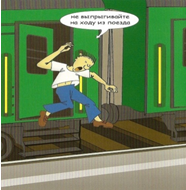 не выпрыгивайте
на ходу из поезда